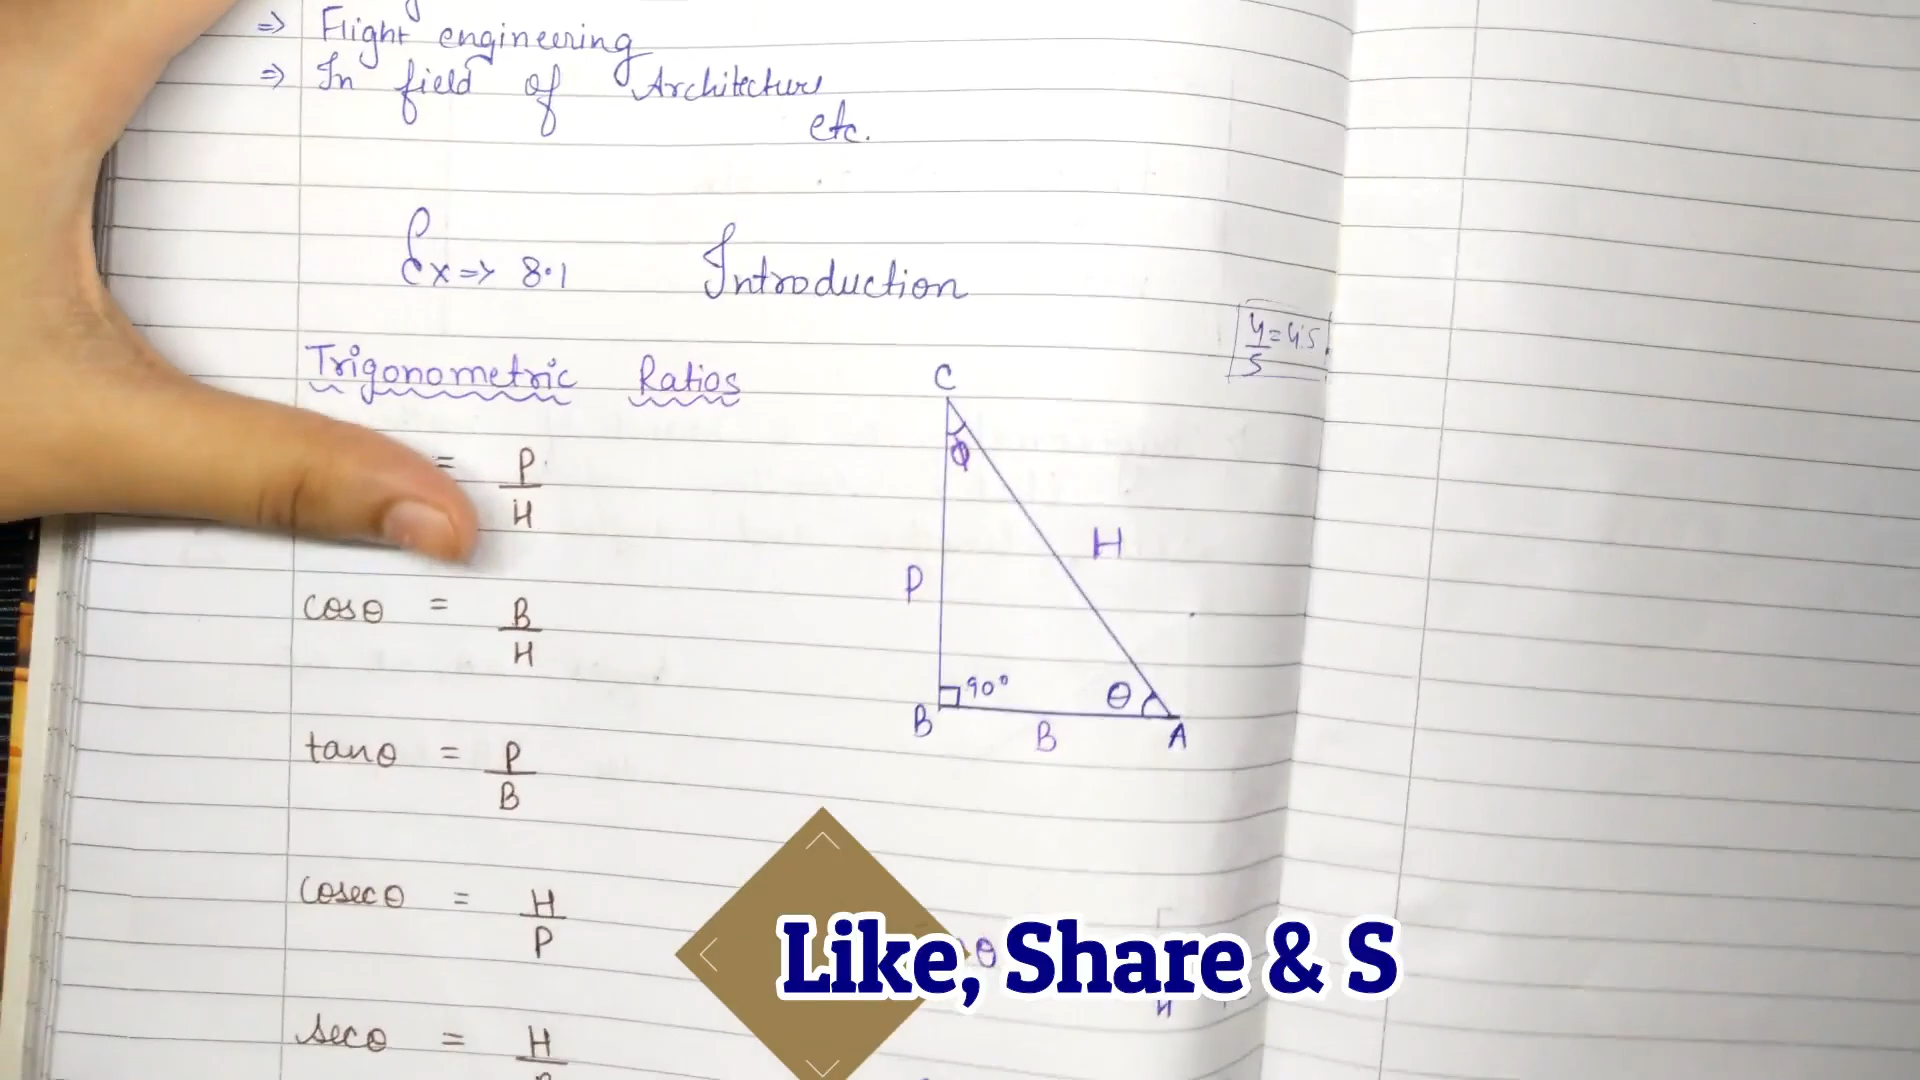 ⇒ Flight engineering
⇒ In field of Architecture
etc.
Ex ⇒ 8.1 Introduction
Trigonometric Ratios
= P/H
cosθ = B/H
tanθ = P/B
cosecθ = H/P
secθ = H
C
ϕ
P
H
90°
θ
B
B
A
Like, Share & S
θ
H